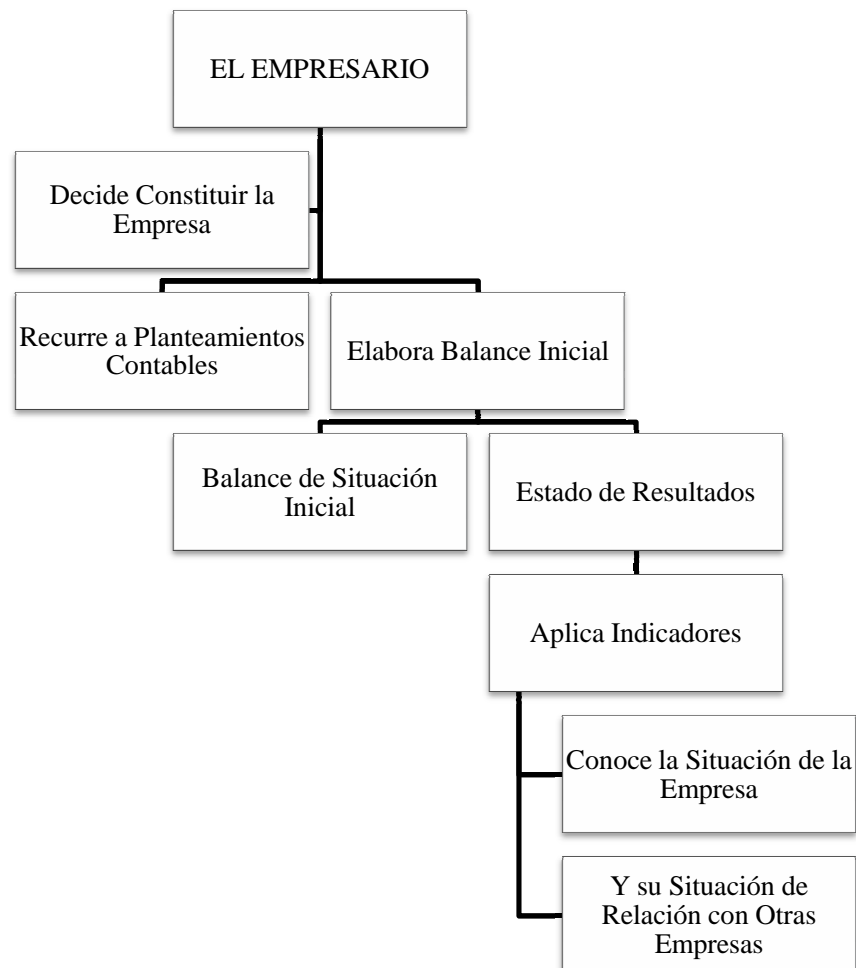 EL EMPRESARIO
Decide Constituir la
Empresa
Recurre a Planteamientos
Contables
Elabora Balance Inicial
Balance de Situación
Inicial
Estado de Resultados
Aplica Indicadores
Conoce la Situación de la
Empresa
Y su Situación de
Relación con Otras
Empresas